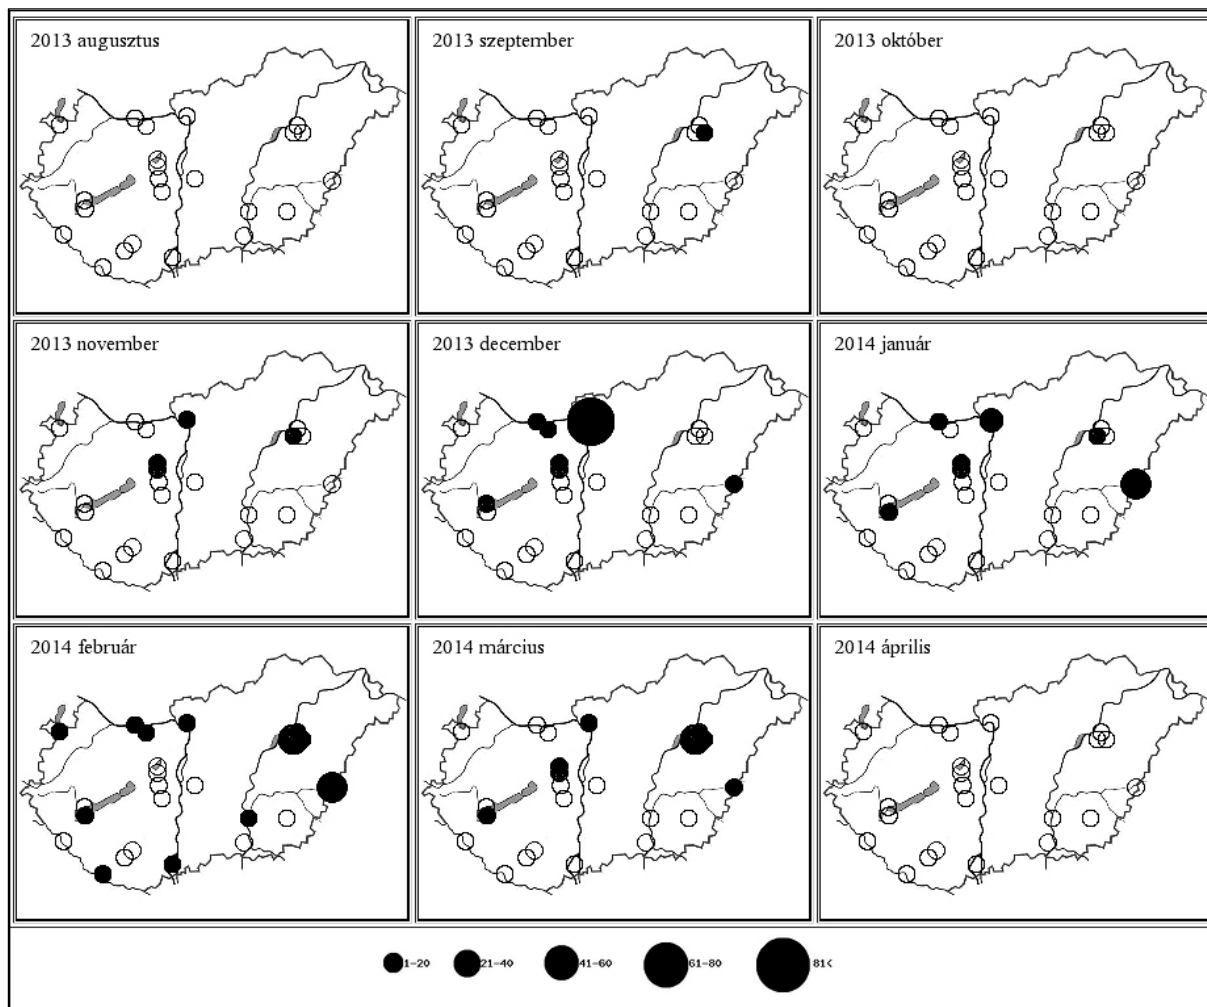 2013 augusztus
2013 szeptember
2013 október
2013 november
2013 december
2014 január
2014 február
2014 március
2014 április
1-20
21-40
41-60
61-80
81<